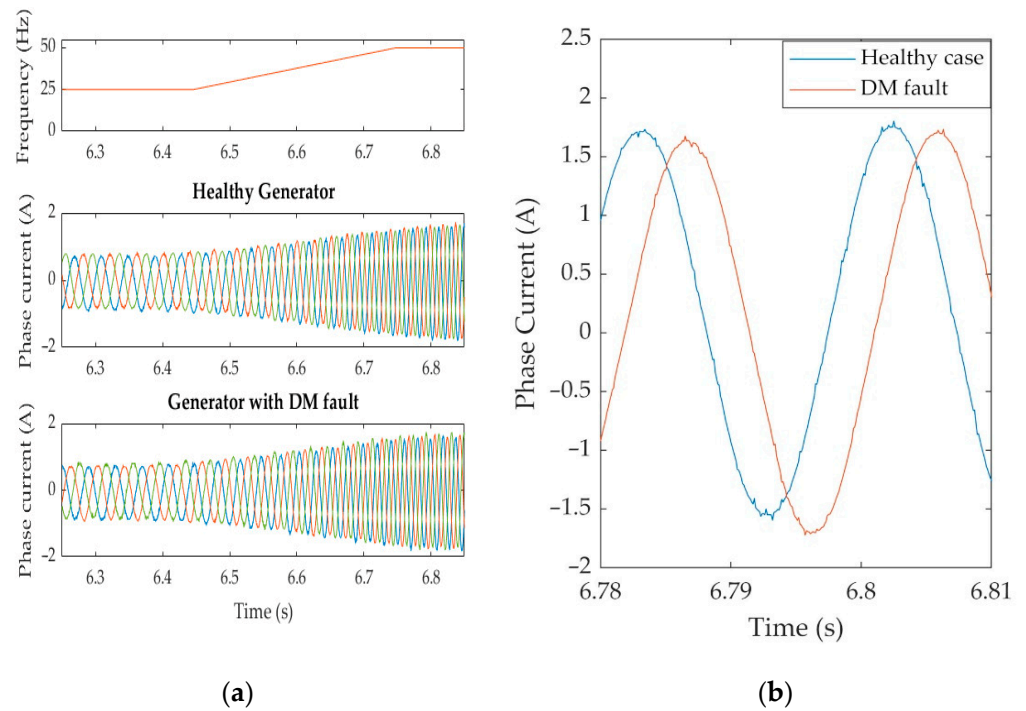 Frequency (Hz)
50
25
0
6.3 6.4 6.5 6.6 6.7 6.8
Healthy Generator
Phase current (A)
2
0
-2
6.3 6.4 6.5 6.6 6.7 6.8
Generator with DM fault
Phase current (A)
2
0
-2
6.3 6.4 6.5 6.6 6.7 6.8
Time (s)
(a)
Healthy case
DM fault
Phase Current (A)
2.5
2
1.5
1
0.5
0
-0.5
-1
-1.5
-2
6.78 6.79 6.8 6.81
Time (s)
(b)